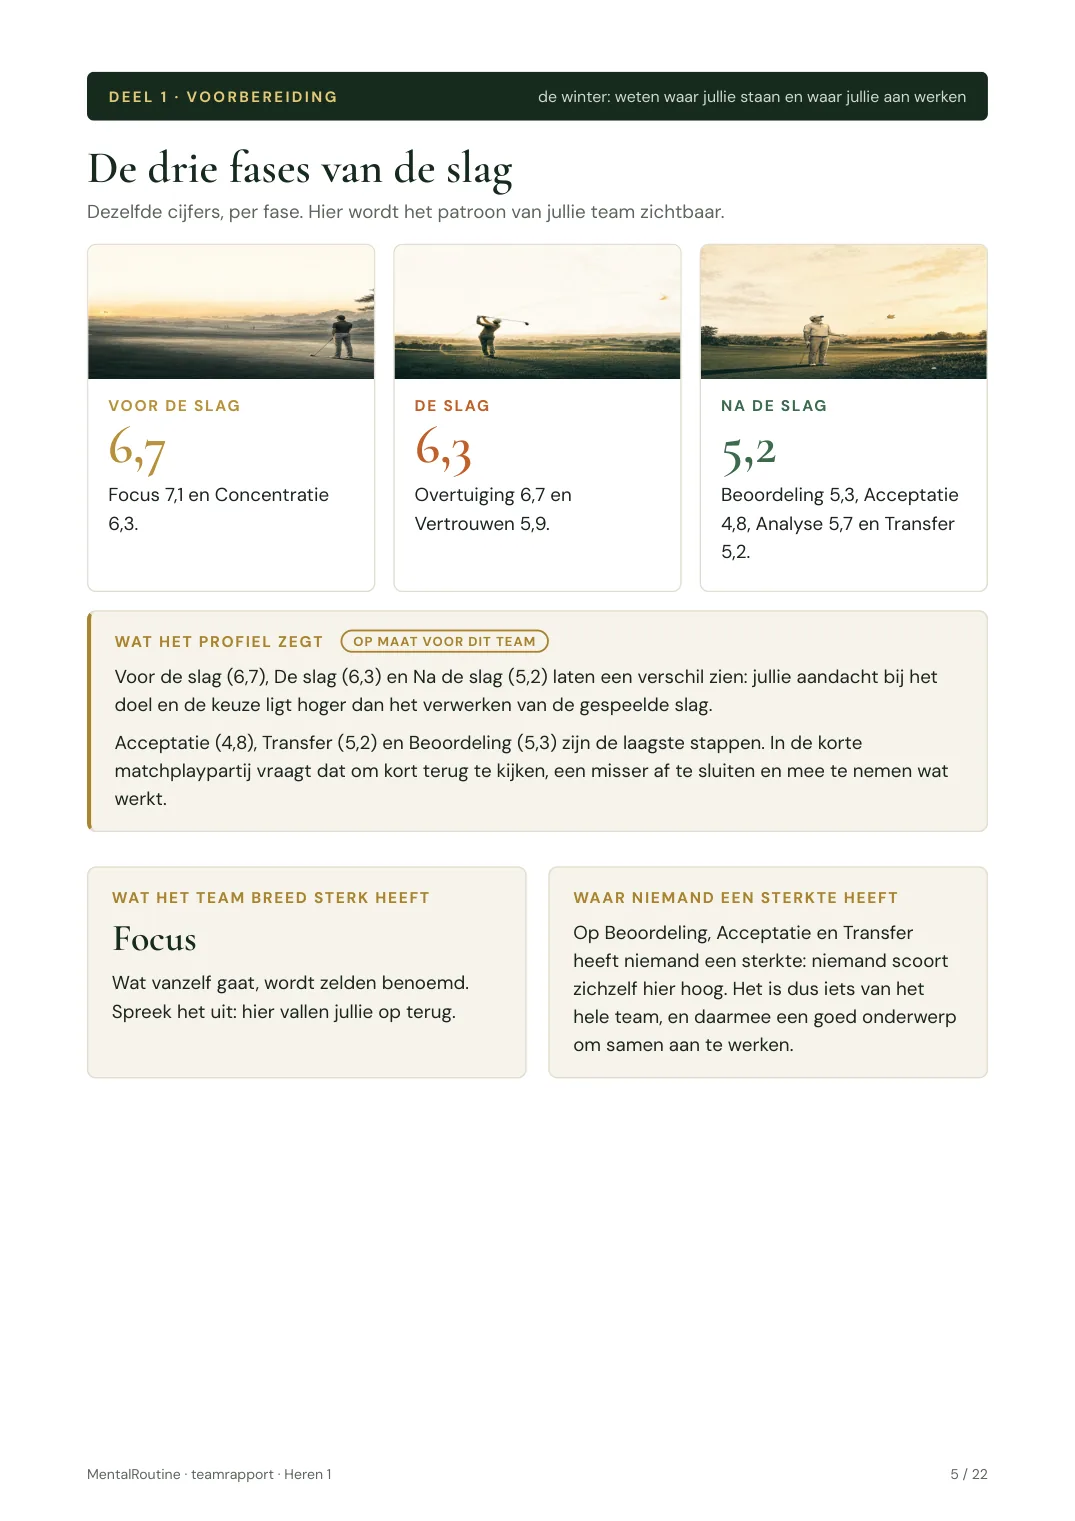 DEEL 1 · VOORBEREIDING
de winter: weten waar jullie staan en waar jullie aan werken
De drie fases van de slag
Dezelfde cijfers, per fase. Hier wordt het patroon van jullie team zichtbaar.
VOOR DE SLAG
6,7
Focus 7,1 en Concentratie
6,3.
DE SLAG
6,3
Overtuiging 6,7 en
Vertrouwen 5,9.
NA DE SLAG
5,2
Beoordeling 5,3, Acceptatie
4,8, Analyse 5,7 en Transfer
5,2.
WAT HET PROFIEL ZEGT
OP MAAT VOOR DIT TEAM
Voor de slag (6,7), De slag (6,3) en Na de slag (5,2) laten een verschil zien: jullie aandacht bij het
doel en de keuze ligt hoger dan het verwerken van de gespeelde slag.
Acceptatie (4,8), Transfer (5,2) en Beoordeling (5,3) zijn de laagste stappen. In de korte
matchplaypartij vraagt dat om kort terug te kijken, een misser af te sluiten en mee te nemen wat
werkt.
WAT HET TEAM BREED STERK HEEFT
Focus
Wat vanzelf gaat, wordt zelden benoemd.
Spreek het uit: hier vallen jullie op terug.
WAAR NIEMAND EEN STERKTE HEEFT
Op Beoordeling, Acceptatie en Transfer
heeft niemand een sterkte: niemand scoort
zichzelf hier hoog. Het is dus iets van het
hele team, en daarmee een goed onderwerp
om samen aan te werken.
MentalRoutine · teamrapport · Heren 1
5 / 22